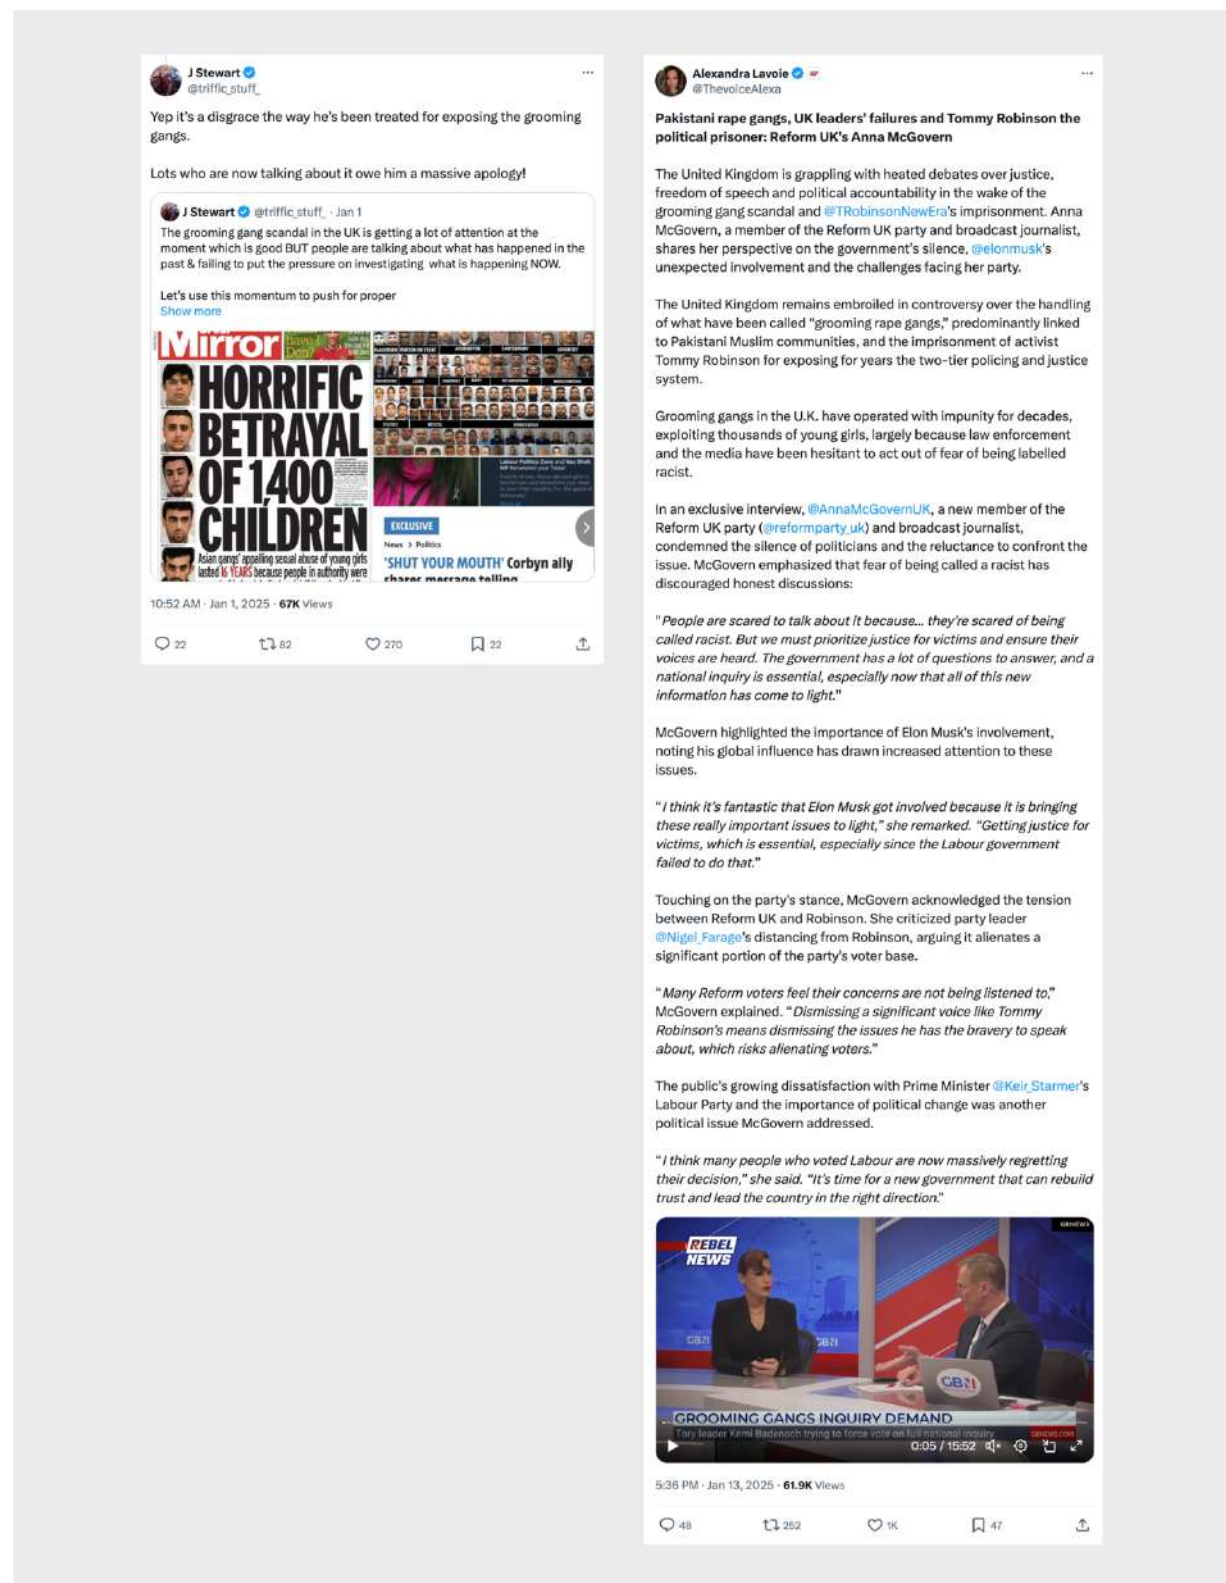 J Stewart
@triffic_stuff_
Yep it's a disgrace the way he's been treated for exposing the grooming
gangs.
Lots who are now talking about it owe him a massive apology!
J Stewart @triffic_stuff_ · Jan 1
The grooming gang scandal in the UK is getting a lot of attention at the
moment which is good BUT people are talking about what has happened in the
past & failing to put the pressure on investigating what is happening NOW.
Let's use this momentum to push for proper
Show more
Mirror
HORRIFIC
BETRAYAL
OF 1,400
CHILDREN
Asian gangs' appalling sexual abuse of young girls
lasted 16 YEARS because people in authority were
EXCLUSIVE
News > Politics
'SHUT YOUR MOUTH' Corbyn ally
shares message telling
10:52 AM · Jan 1, 2025 · 67K Views
22 82 270 22
Alexandra Lavoie
@ThevoiceAlexa
Pakistani rape gangs, UK leaders' failures and Tommy Robinson the
political prisoner: Reform UK's Anna McGovern
The United Kingdom is grappling with heated debates over justice,
freedom of speech and political accountability in the wake of the
grooming gang scandal and @TRobinsonNewEra's imprisonment. Anna
McGovern, a member of the Reform UK party and broadcast journalist,
shares her perspective on the government's silence, @elonmusk's
unexpected involvement and the challenges facing her party.
The United Kingdom remains embroiled in controversy over the handling
of what have been called "grooming rape gangs," predominantly linked
to Pakistani Muslim communities, and the imprisonment of activist
Tommy Robinson for exposing for years the two-tier policing and justice
system.
Grooming gangs in the U.K. have operated with impunity for decades,
exploiting thousands of young girls, largely because law enforcement
and the media have been hesitant to act out of fear of being labelled
racist.
In an exclusive interview, @AnnaMcGovernUK, a new member of the
Reform UK party (@reformparty_uk) and broadcast journalist,
condemned the silence of politicians and the reluctance to confront the
issue. McGovern emphasized that fear of being called a racist has
discouraged honest discussions:
"People are scared to talk about it because... they're scared of being
called racist. But we must prioritize justice for victims and ensure their
voices are heard. The government has a lot of questions to answer, and a
national inquiry is essential, especially now that all of this new
information has come to light."
McGovern highlighted the importance of Elon Musk's involvement,
noting his global influence has drawn increased attention to these
issues.
"I think it's fantastic that Elon Musk got involved because it is bringing
these really important issues to light," she remarked. "Getting justice for
victims, which is essential, especially since the Labour government
failed to do that."
Touching on the party's stance, McGovern acknowledged the tension
between Reform UK and Robinson. She criticized party leader
@Nigel_Farage's distancing from Robinson, arguing it alienates a
significant portion of the party's voter base.
"Many Reform voters feel their concerns are not being listened to,"
McGovern explained. "Dismissing a significant voice like Tommy
Robinson's means dismissing the issues he has the bravery to speak
about, which risks alienating voters."
The public's growing dissatisfaction with Prime Minister @Keir_Starmer's
Labour Party and the importance of political change was another
political issue McGovern addressed.
"I think many people who voted Labour are now massively regretting
their decision," she said. "It's time for a new government that can rebuild
trust and lead the country in the right direction."
GBNEWS
REBEL
NEWS
GROOMING GANGS INQUIRY DEMAND
Tory leader Kemi Badenoch trying to force vote on full national inquiry
GBNEWS.COM
0:05 / 15:52
5:36 PM · Jan 13, 2025 · 61.9K Views
48 252 1K 47